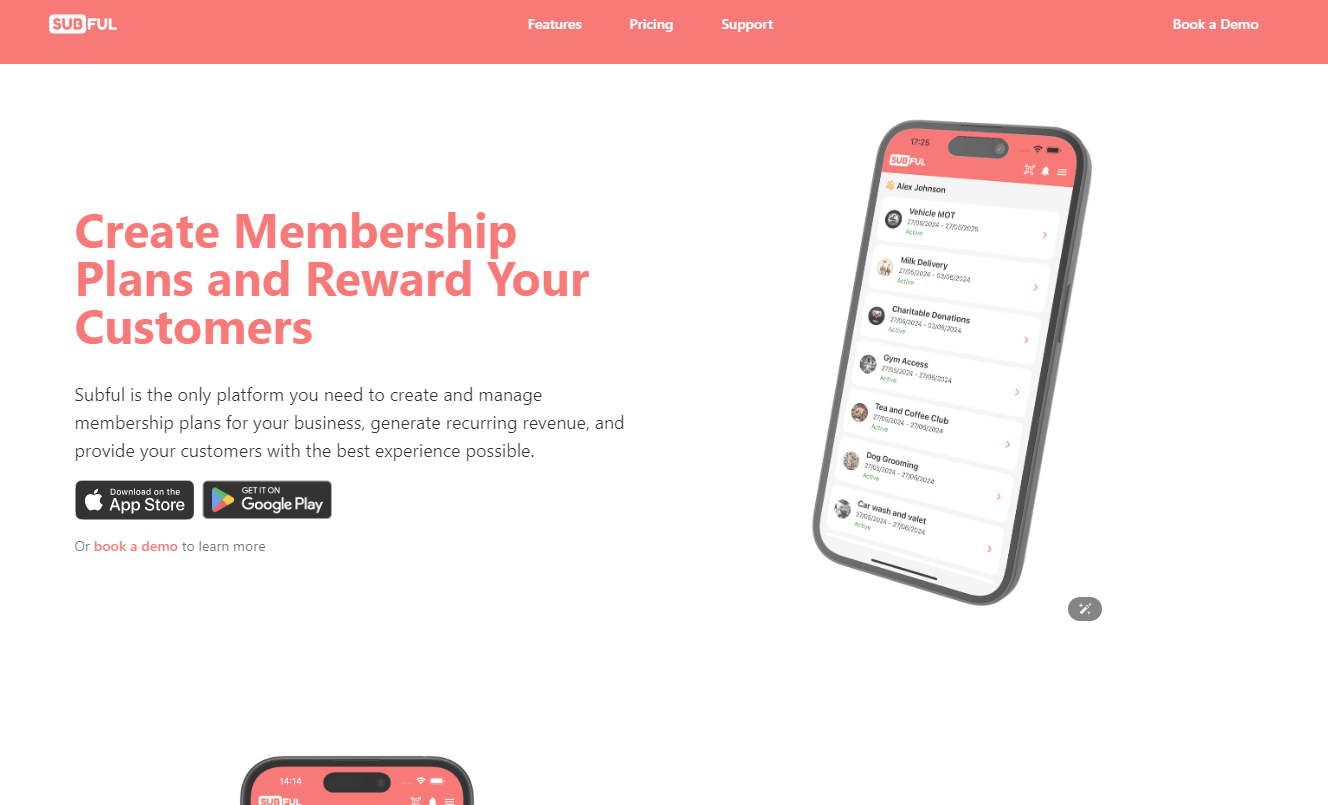 SUBFUL
Features
Pricing
Support
Book a Demo
Create Membership
Plans and Reward Your
Customers
Subful is the only platform you need to create and manage
membership plans for your business, generate recurring revenue, and
provide your customers with the best experience possible.
Download on the
App Store
GET IT ON
Google Play
Or book a demo to learn more
17:25
SUBFUL
👋 Alex Johnson
Vehicle MOT
27/05/2024 - 27/05/2025
Active
Milk Delivery
27/05/2024 - 03/06/2024
Active
Charitable Donations
27/05/2024 - 03/06/2024
Active
Gym Access
27/05/2024 - 27/06/2024
Active
Tea and Coffee Club
27/05/2024 - 27/06/2024
Active
Dog Grooming
27/05/2024 - 27/06/2024
Active
Car wash and valet
27/05/2024 - 27/06/2024
Active
14:14
SUBFUL